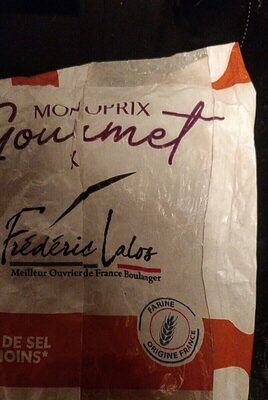 MONOPRIX
Gourmet
Frédéric Lalos
Meilleur Ouvrier de France Boulanger
FARINE
ORIGINE FRANCE
DE SEL
MOINS*